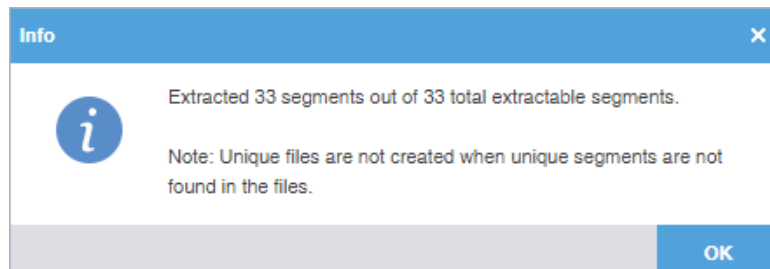 Info
Extracted 33 segments out of 33 total extractable segments.
Note: Unique files are not created when unique segments are not
found in the files.
OK